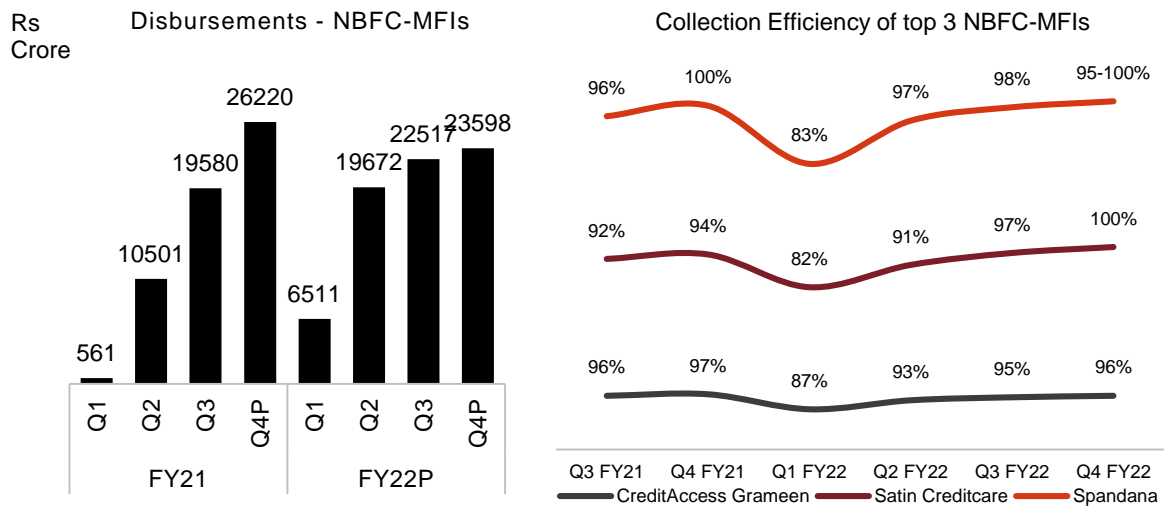 Rs
Crore
Disbursements - NBFC-MFIs
26220
23598
22517
19580
19672
10501
6511
561
Q1 Q2 Q3 Q4P Q1 Q2 Q3 Q4P
FY21 FY22P
Collection Efficiency of top 3 NBFC-MFIs
96% 100% 83% 97% 98% 95-100%
92% 94% 82% 91% 97% 100%
96% 97% 87% 93% 95% 96%
Q3 FY21 Q4 FY21 Q1 FY22 Q2 FY22 Q3 FY22 Q4 FY22
CreditAccess Grameen Satin Creditcare Spandana